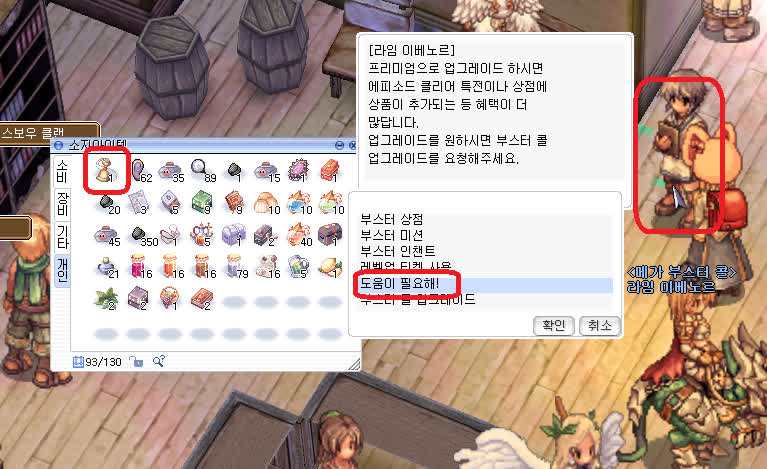 [라임 이베노르]
프리미엄으로 업그레이드 하시면
에피소드 클리어 특전이나 상점에
상품이 추가되는 등 혜택이 더
많답니다.
업그레이드를 원하시면 부스터 콜
업그레이드를 요청해주세요.
스보우 클랜
소지아이템
소비
장비
기타
개인
1 62 35 89 1 15 1 1
20 3 5 9 9 10 10 10
45 350 1 5 1 2 40 2
21 16 16 16 79 16 5 1
2 2 1 2
93/130
부스터 상점
부스터 미션
부스터 인챈트
레벨업 티켓 사용
도움이 필요해!
부스터 콜 업그레이드
확인
취소
<메가 부스터 콜>
라임 이베노르